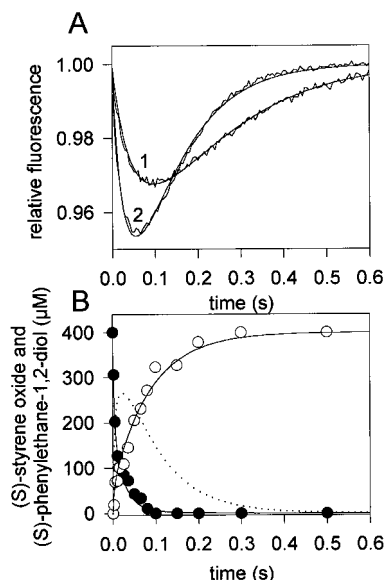 A
relative fluorescence
1.00
0.98
0.96
1
2
0.0 0.1 0.2 0.3 0.4 0.5 0.6
time (s)
B
(S)-styrene oxide and
(S)-phenylethane-1,2-diol (µM)
400
300
200
100
0
0.0 0.1 0.2 0.3 0.4 0.5 0.6
time (s)